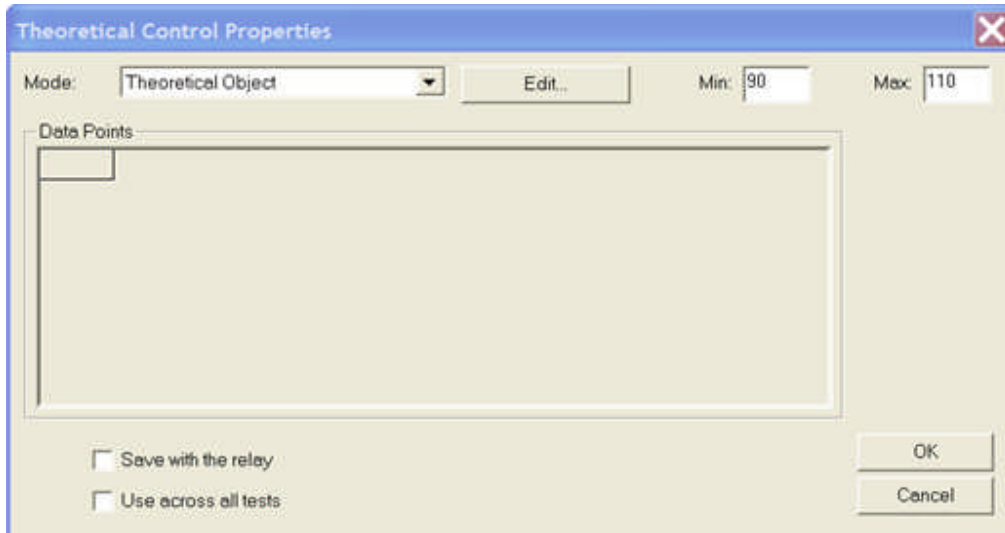 Theoretical Control Properties
Mode: Theoretical Object Edit... Min: 90 Max: 110
Data Points
Save with the relay
OK
Use across all tests
Cancel